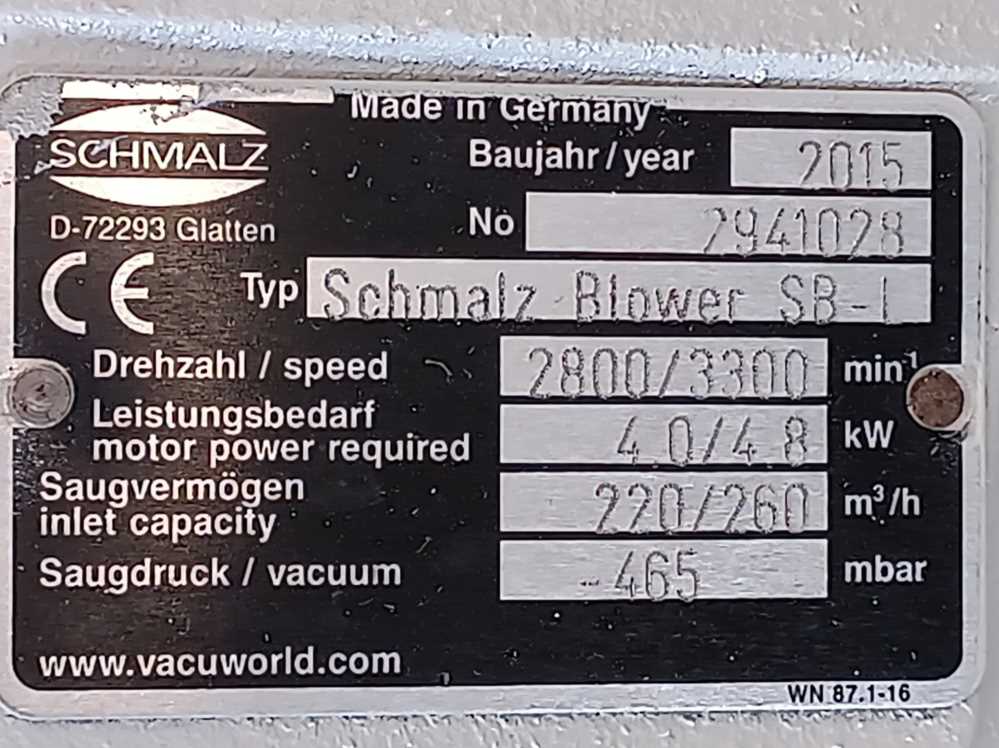 Made in Germany
SCHMALZ
Baujahr / year 2015
D-72293 Glatten
No 2941028
CE Typ Schmalz Blower SB-L
Drehzahl / speed 2800/3300 min-1
Leistungsbedarf
motor power required 4.0/4.8 kW
Saugvermögen
inlet capacity 220/260 m³/h
Saugdruck / vacuum -465 mbar
www.vacuworld.com
WN 87.1-16